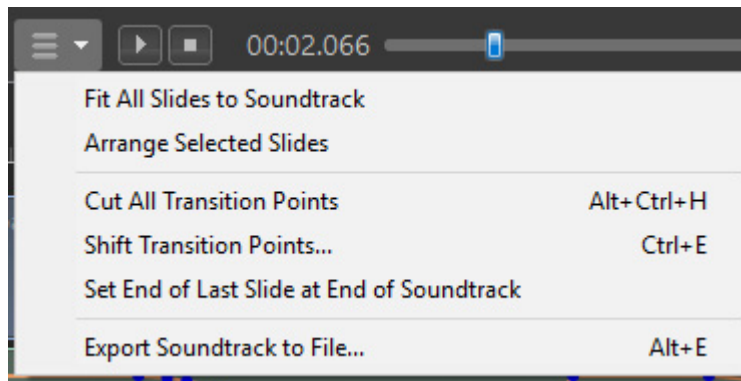 00:02.066
Fit All Slides to Soundtrack
Arrange Selected Slides
Cut All Transition Points Alt+Ctrl+H
Shift Transition Points... Ctrl+E
Set End of Last Slide at End of Soundtrack
Export Soundtrack to File... Alt+E